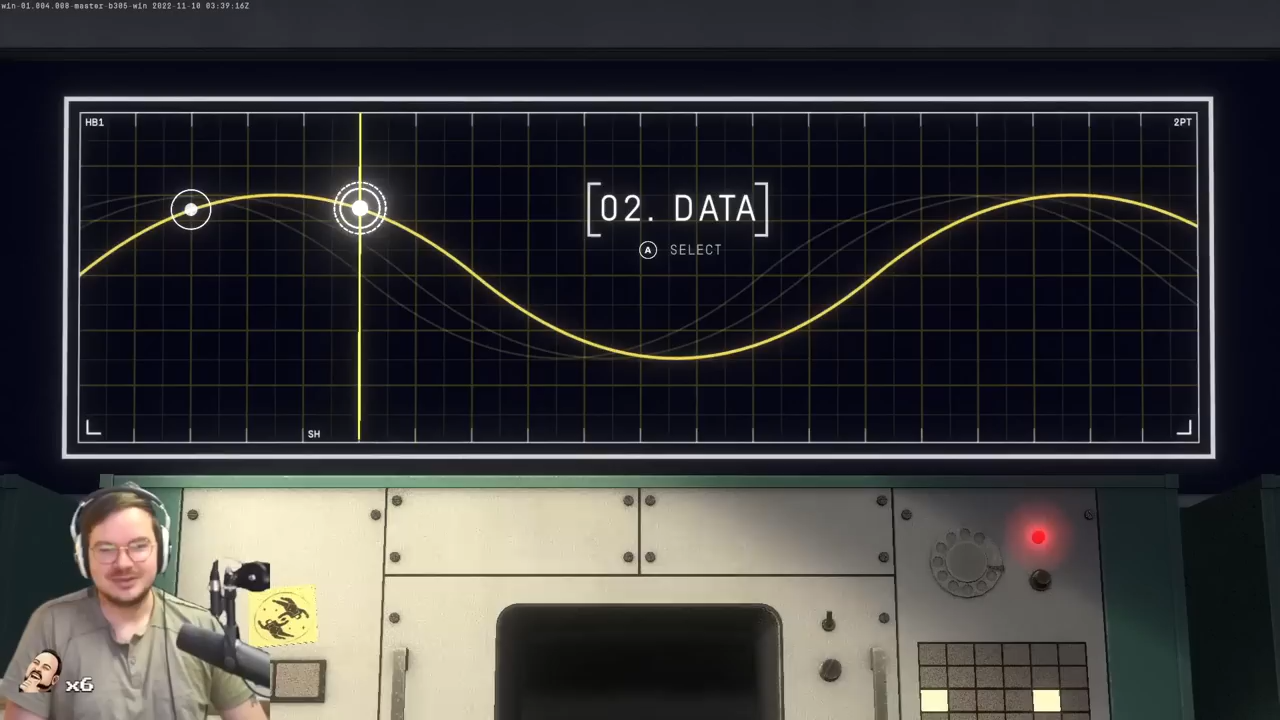 win-01.004.008-master-b305-win 2022-11-10 03:39:16Z
HB1
2PT
[02. DATA]
A SELECT
SH
x6